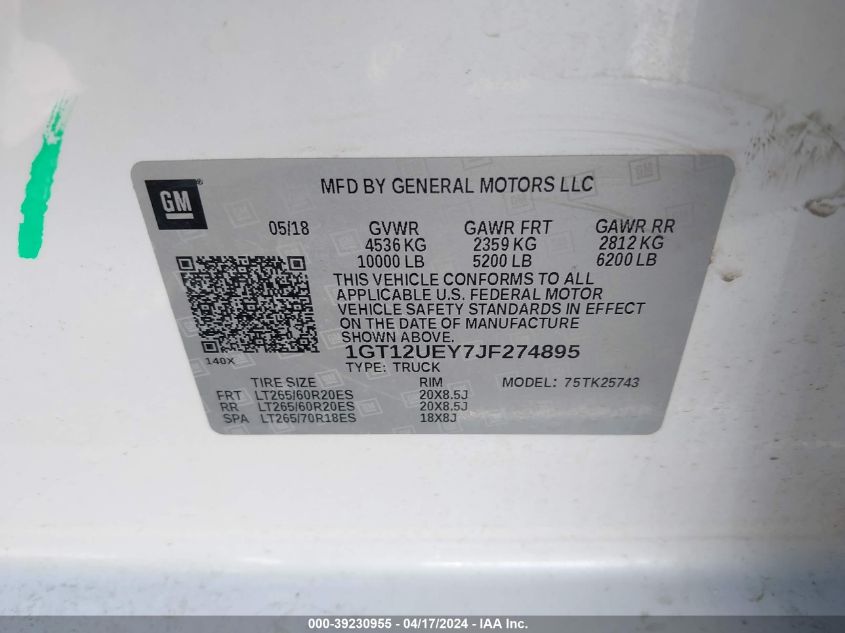 GM ®
MFD BY GENERAL MOTORS LLC
05/18 GVWR GAWR FRT GAWR RR
4536 KG 2359 KG 2812 KG
10000 LB 5200 LB 6200 LB
THIS VEHICLE CONFORMS TO ALL
APPLICABLE U.S. FEDERAL MOTOR
VEHICLE SAFETY STANDARDS IN EFFECT
ON THE DATE OF MANUFACTURE
SHOWN ABOVE.
140X
1GT12UEY7JF274895
TYPE: TRUCK MODEL: 75TK25743
TIRE SIZE RIM
FRT LT265/60R20ES 20X8.5J
RR LT265/60R20ES 20X8.5J
SPA LT265/70R18ES 18X8J
000-39230955 | 04/17/2024 - IAA Inc.